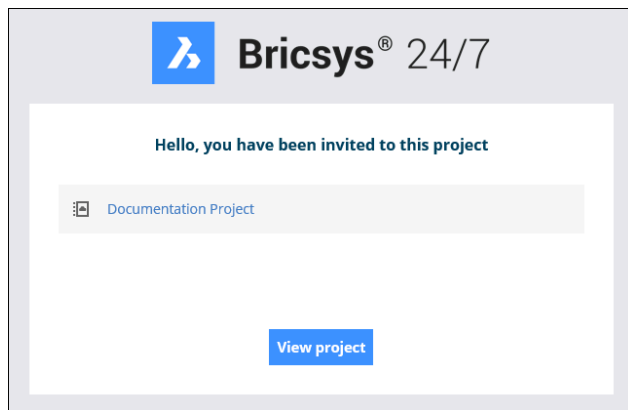 Bricsys® 24/7
Hello, you have been invited to this project
Documentation Project
View project